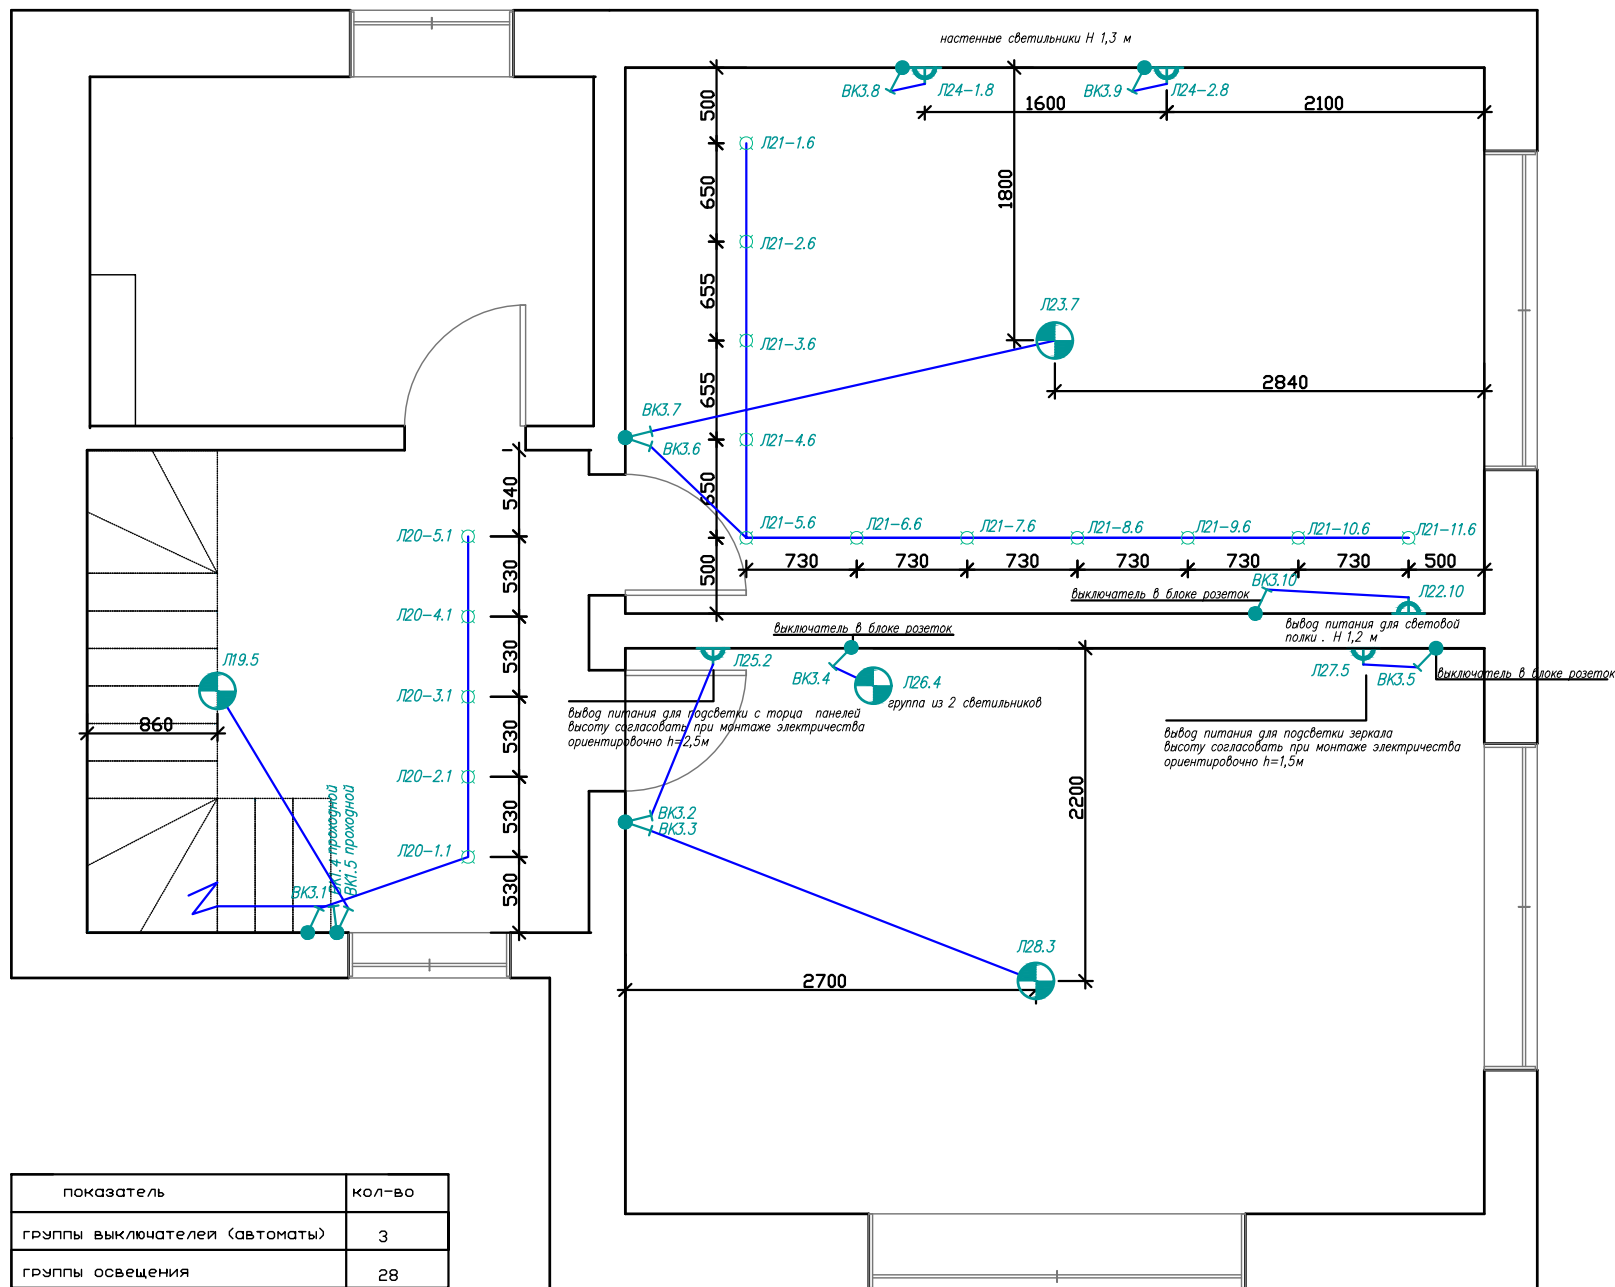 настенные светильники Н 1,3 м
ВК3.8
Л24-1.8
ВК3.9
Л24-2.8
1600
2100
500
Л21-1.6
650
1800
Л21-2.6
655
Л23.7
Л21-3.6
2840
655
ВК3.7
ВК3.6
Л21-4.6
540
650
Л20-5.1
Л21-5.6
Л21-6.6
Л21-7.6
Л21-8.6
Л21-9.6
Л21-10.6
Л21-11.6
530
500
730
730
730
730
730
730
500
ВК3.10
Л22.10
выключатель в блоке розеток
Л20-4.1
вывод питания для световой
полки . Н 1,2 м
выключатель в блоке розеток
530
Л19.5
Л25.2
ВК3.4
Л26.4
группа из 2 светильников
Л27.5
ВК3.5
выключатель в блоке розеток
Л20-3.1
860
530
вывод питания для подсветки с торца панелей
высоту согласовать при монтаже электричества
ориентировочно h=2,5м
вывод питания для подсветки зеркала
высоту согласовать при монтаже электричества
ориентировочно h=1,5м
Л20-2.1
2200
530
ВК3.2
ВК3.3
ВК1.4 проходной
ВК1.5 проходной
Л20-1.1
ВК3.1
530
Л28.3
2700
показатель кол-во
группы выключателей (автоматы) 3
группы освещения 28